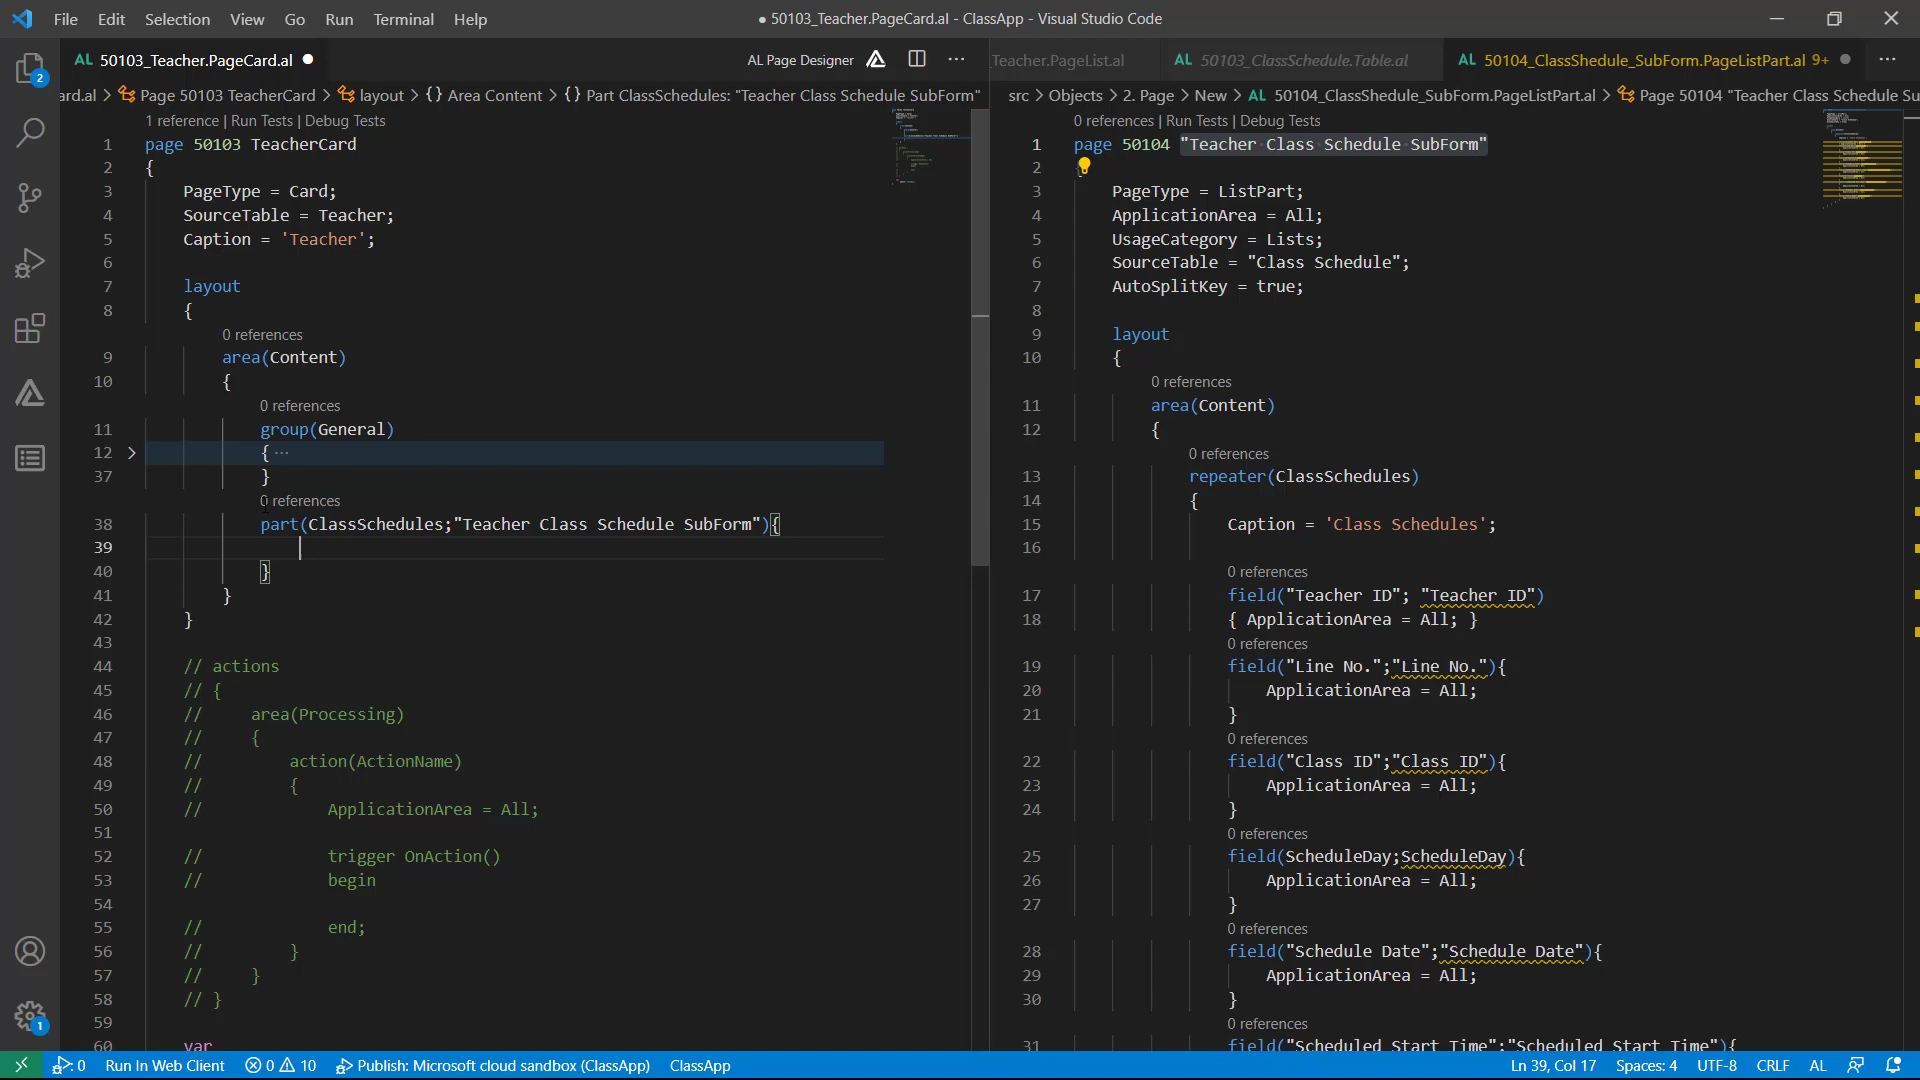 File Edit Selection View Go Run Terminal Help
● 50103_Teacher.PageCard.al - ClassApp - Visual Studio Code
AL 50103_Teacher.PageCard.al ●
AL Page Designer
ard.al > Page 50103 TeacherCard > layout > {} Area Content > {} Part ClassSchedules: "Teacher Class Schedule SubForm"
1 reference | Run Tests | Debug Tests
1 page 50103 TeacherCard
2 {
3 PageType = Card;
4 SourceTable = Teacher;
5 Caption = 'Teacher';
6
7 layout
8 {
0 references
9 area(Content)
10 {
0 references
11 group(General)
12 { ···
37 }
0 references
38 part(ClassSchedules;"Teacher Class Schedule SubForm"){
39
40 }
41 }
42 }
43
44 // actions
45 // {
46 // area(Processing)
47 // {
48 // action(ActionName)
49 // {
50 // ApplicationArea = All;
51
52 // trigger OnAction()
53 // begin
54
55 // end;
56 // }
57 // }
58 // }
59
var
_Teacher.PageList.al
AL 50103_ClassSchedule.Table.al
AL 50104_ClassShedule_SubForm.PageListPart.al 9+ ●
src > Objects > 2. Page > New > AL 50104_ClassShedule_SubForm.PageListPart.al > Page 50104 "Teacher Class Schedule Su
0 references | Run Tests | Debug Tests
1 page 50104 "Teacher Class Schedule SubForm"
2 {
3 PageType = ListPart;
4 ApplicationArea = All;
5 UsageCategory = Lists;
6 SourceTable = "Class Schedule";
7 AutoSplitKey = true;
8
9 layout
10 {
0 references
11 area(Content)
12 {
0 references
13 repeater(ClassSchedules)
14 {
15 Caption = 'Class Schedules';
16
0 references
17 field("Teacher ID"; "Teacher ID")
18 { ApplicationArea = All; }
0 references
19 field("Line No.";"Line No."){
20 ApplicationArea = All;
21 }
0 references
22 field("Class ID";"Class ID"){
23 ApplicationArea = All;
24 }
0 references
25 field(ScheduleDay;ScheduleDay){
26 ApplicationArea = All;
27 }
0 references
28 field("Schedule Date";"Schedule Date"){
29 ApplicationArea = All;
30 }
0 references
31 field("Scheduled Start Time";"Scheduled Start Time"){
2
1
0 Run In Web Client 0 10 Publish: Microsoft cloud sandbox (ClassApp) ClassApp
Ln 39, Col 17 Spaces: 4 UTF-8 CRLF AL